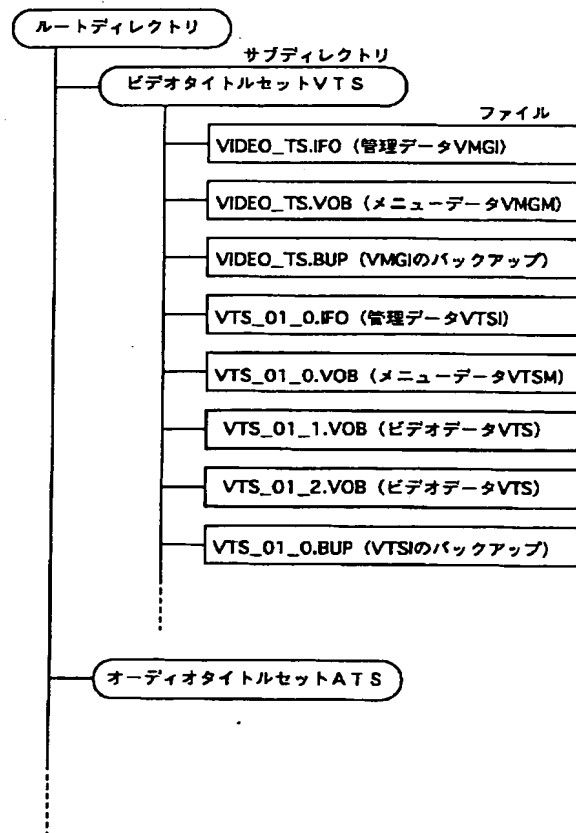 ルートディレクトリ
サブディレクトリ
ビデオタイトルセットVTS
ファイル
VIDEO_TS.IFO (管理データVMGI)
VIDEO_TS.VOB (メニューデータVMGM)
VIDEO_TS.BUP (VMGIのバックアップ)
VTS_01_0.IFO (管理データVTSI)
VTS_01_0.VOB (メニューデータVTSM)
VTS_01_1.VOB (ビデオデータVTS)
VTS_01_2.VOB (ビデオデータVTS)
VTS_01_0.BUP (VTSIのバックアップ)
オーディオタイトルセットATS